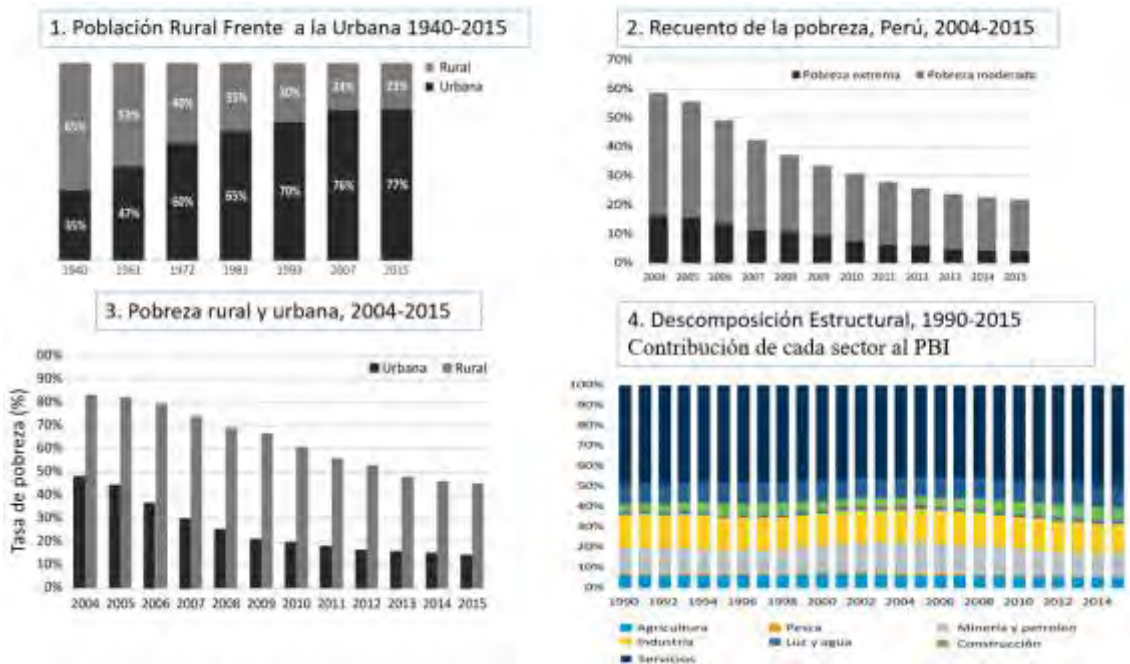 1. Población Rural Frente a la Urbana 1940-2015
Rural
Urbana
65% 53% 40% 35% 30% 24% 23%
35% 47% 60% 65% 70% 76% 77%
1940 1961 1972 1981 1993 2007 2015
2. Recuento de la pobreza, Perú, 2004-2015
70%
Pobreza extrema Pobreza moderada
60%
50%
40%
30%
20%
10%
0%
2004 2005 2006 2007 2008 2009 2010 2011 2012 2013 2014 2015
3. Pobreza rural y urbana, 2004-2015
Tasa de pobreza (%)
Urbana Rural
90%
80%
70%
60%
50%
40%
30%
20%
10%
0%
2004 2005 2006 2007 2008 2009 2010 2011 2012 2013 2014 2015
4. Descomposición Estructural, 1990-2015
Contribución de cada sector al PBI
100%
90%
80%
70%
60%
50%
40%
30%
20%
10%
0%
1990 1992 1994 1996 1998 2000 2002 2004 2006 2008 2010 2012 2014
Agricultura Pesca Minería y petroleo
Industria Luz y agua Construcción
Servicios